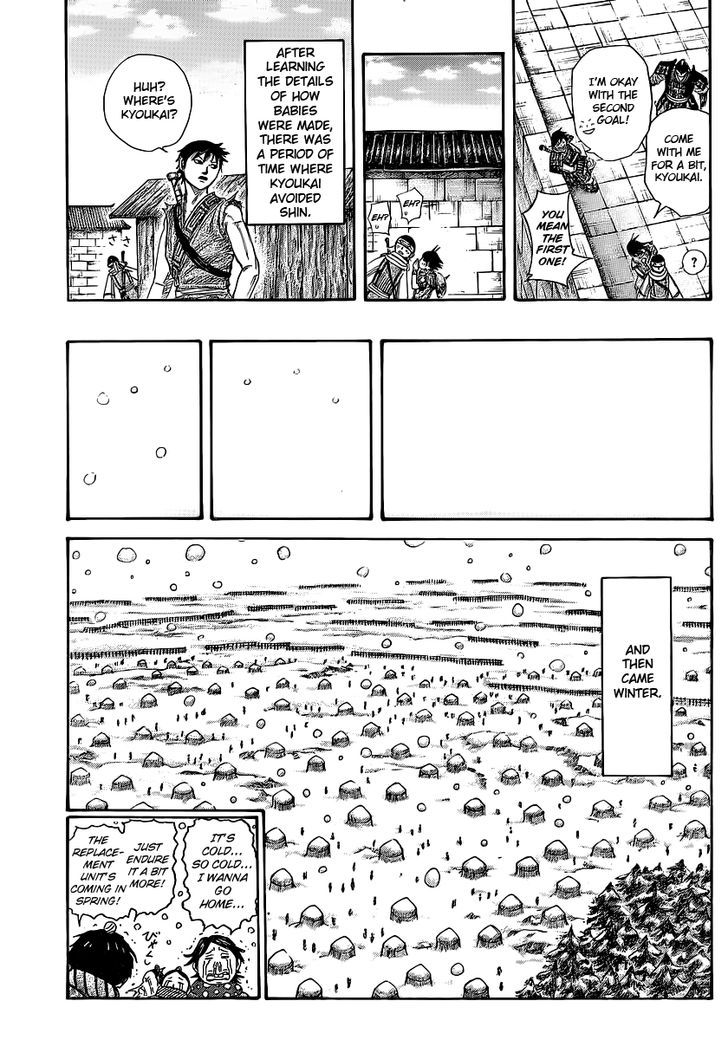 I'M OKAY
WITH THE
SECOND
GOAL!
COME
WITH ME
FOR A BIT,
KYOUKAI.
YOU
MEAN
THE
FIRST
ONE!
?
EH?
EH?
AFTER
LEARNING
THE DETAILS
OF HOW
BABIES
WERE MADE,
THERE WAS
A PERIOD OF
TIME WHERE
KYOUKAI
AVOIDED
SHIN.
HUH?
WHERE'S
KYOUKAI?
ささ
AND
THEN
CAME
WINTER.
IT'S
COLD...
SO COLD...
I WANNA
GO
HOME...
JUST
ENDURE
IT A BIT
MORE!
THE
REPLACE-
MENT
UNIT'S
COMING IN
SPRING!